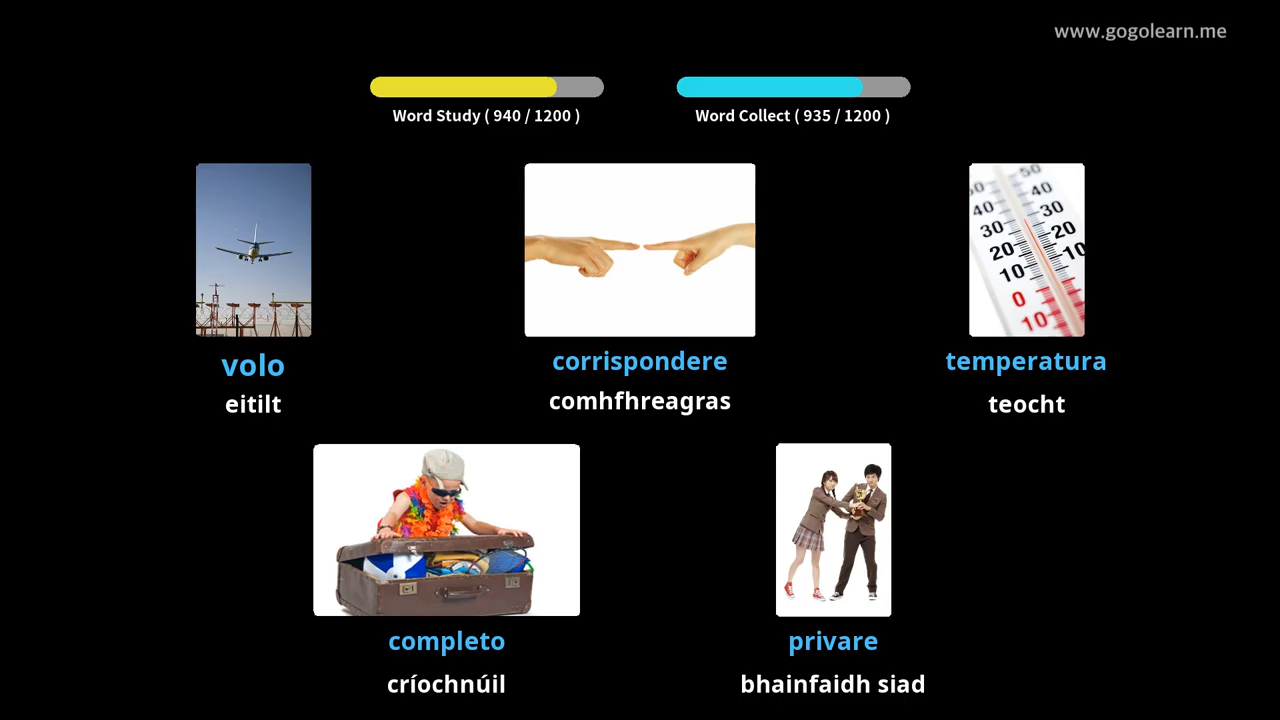 www.gogolearn.me
Word Study ( 940 / 1200 )
Word Collect ( 935 / 1200 )
volo
corrispondere
temperatura
eitilt
comhfhreagras
teocht
completo
privare
críochnúil
bhainfaidh siad